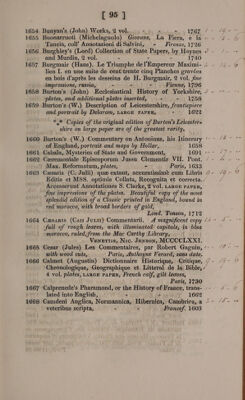 [ 95 ]
1654 Bunyan's (John) Works, 2 vol. - - - 1767
1655 Buonarruoti (Michelagnolo) Giovane, La Fiera, e la
Tancia, coll' Annotazioni di Salvini, - Firenze, 1726
1656 Burghley's (Lord) Collection of State Papers, by Haynes
and Murdin, 2 vol. - - - - 1740
1657 Burgmair (Hans). Le Triumphe de l'Empereur Maximi-
lien I. en une suite de cent trente cinq Planches gravées
en bois d'après les desseins de H. Burgmair, 2 vol. fine
impressions, russia, - - - Vienne, 1796
1658 Burton's (John) Ecclesiastical History of Yorkshire,
plates, and additional plates inserted, - - 1758
1659 Burton's (W.) Description of Leicestershire, frontispiece
and portrait by Delaram, LARGE PAPER, - 1622
*** Copies of the original edition of Burton's Leicester-
shire on large paper are of the greatest rarity.
1660 Burton's (W.) Commentary on Antoninus, his Itinerary
of England, portrait and maps by Hollar, 1658
1661 Cabala, Mysteries of State and Government, 1691
1662 Caeremoniale Episcoporum Jussu Clementis VII. Pont.
Max. Reformatum, plates, - - Paris, 1633
1663 Caesaris (C. Julii) quae extant, accuratissimè cum Libris
Editis et MSS. optimis Collata, Recognita et correcta.
Accesserunt Annotationes S. Clarke, 2 vol. LARGE PAPER,
fine impressions of the plates. Beautiful copy of the most
splendid edition of a Classic printed in England, bound in
red morocco, with broad borders of gold,
Lond. Tonson, 1712
1664 CÆSARIS (CAII JULII) Commentarii. A magnificent copy
full of rough leaves, with illuminated capitals, in blue
morocco, ruled, from the Mac Carthy Library,
VENETIIS, NIC. JENSON, MCCCCLXXI.
1665 Cesar (Jules) Les Commentaires, par Robert Gaguin,
with wood cuts, Paris, Anthoyne Verard, sans date.
1666 Calmet (Augustin) Dictionnaire Historique, Critique,
Chronologique, Geographique et Litteral de la Bible,
4 vol. plates, LARGE PAPER, French calf, gilt leaves,
Paris, 1730
1667 Calprenede's Pharamond, or the History of France, trans-
lated into English, - - - - 1662
1668 Camdeni Anglica, Normannica, Hibernica, Cambrica, a
veteribus scripta, - - - Francof. 1603